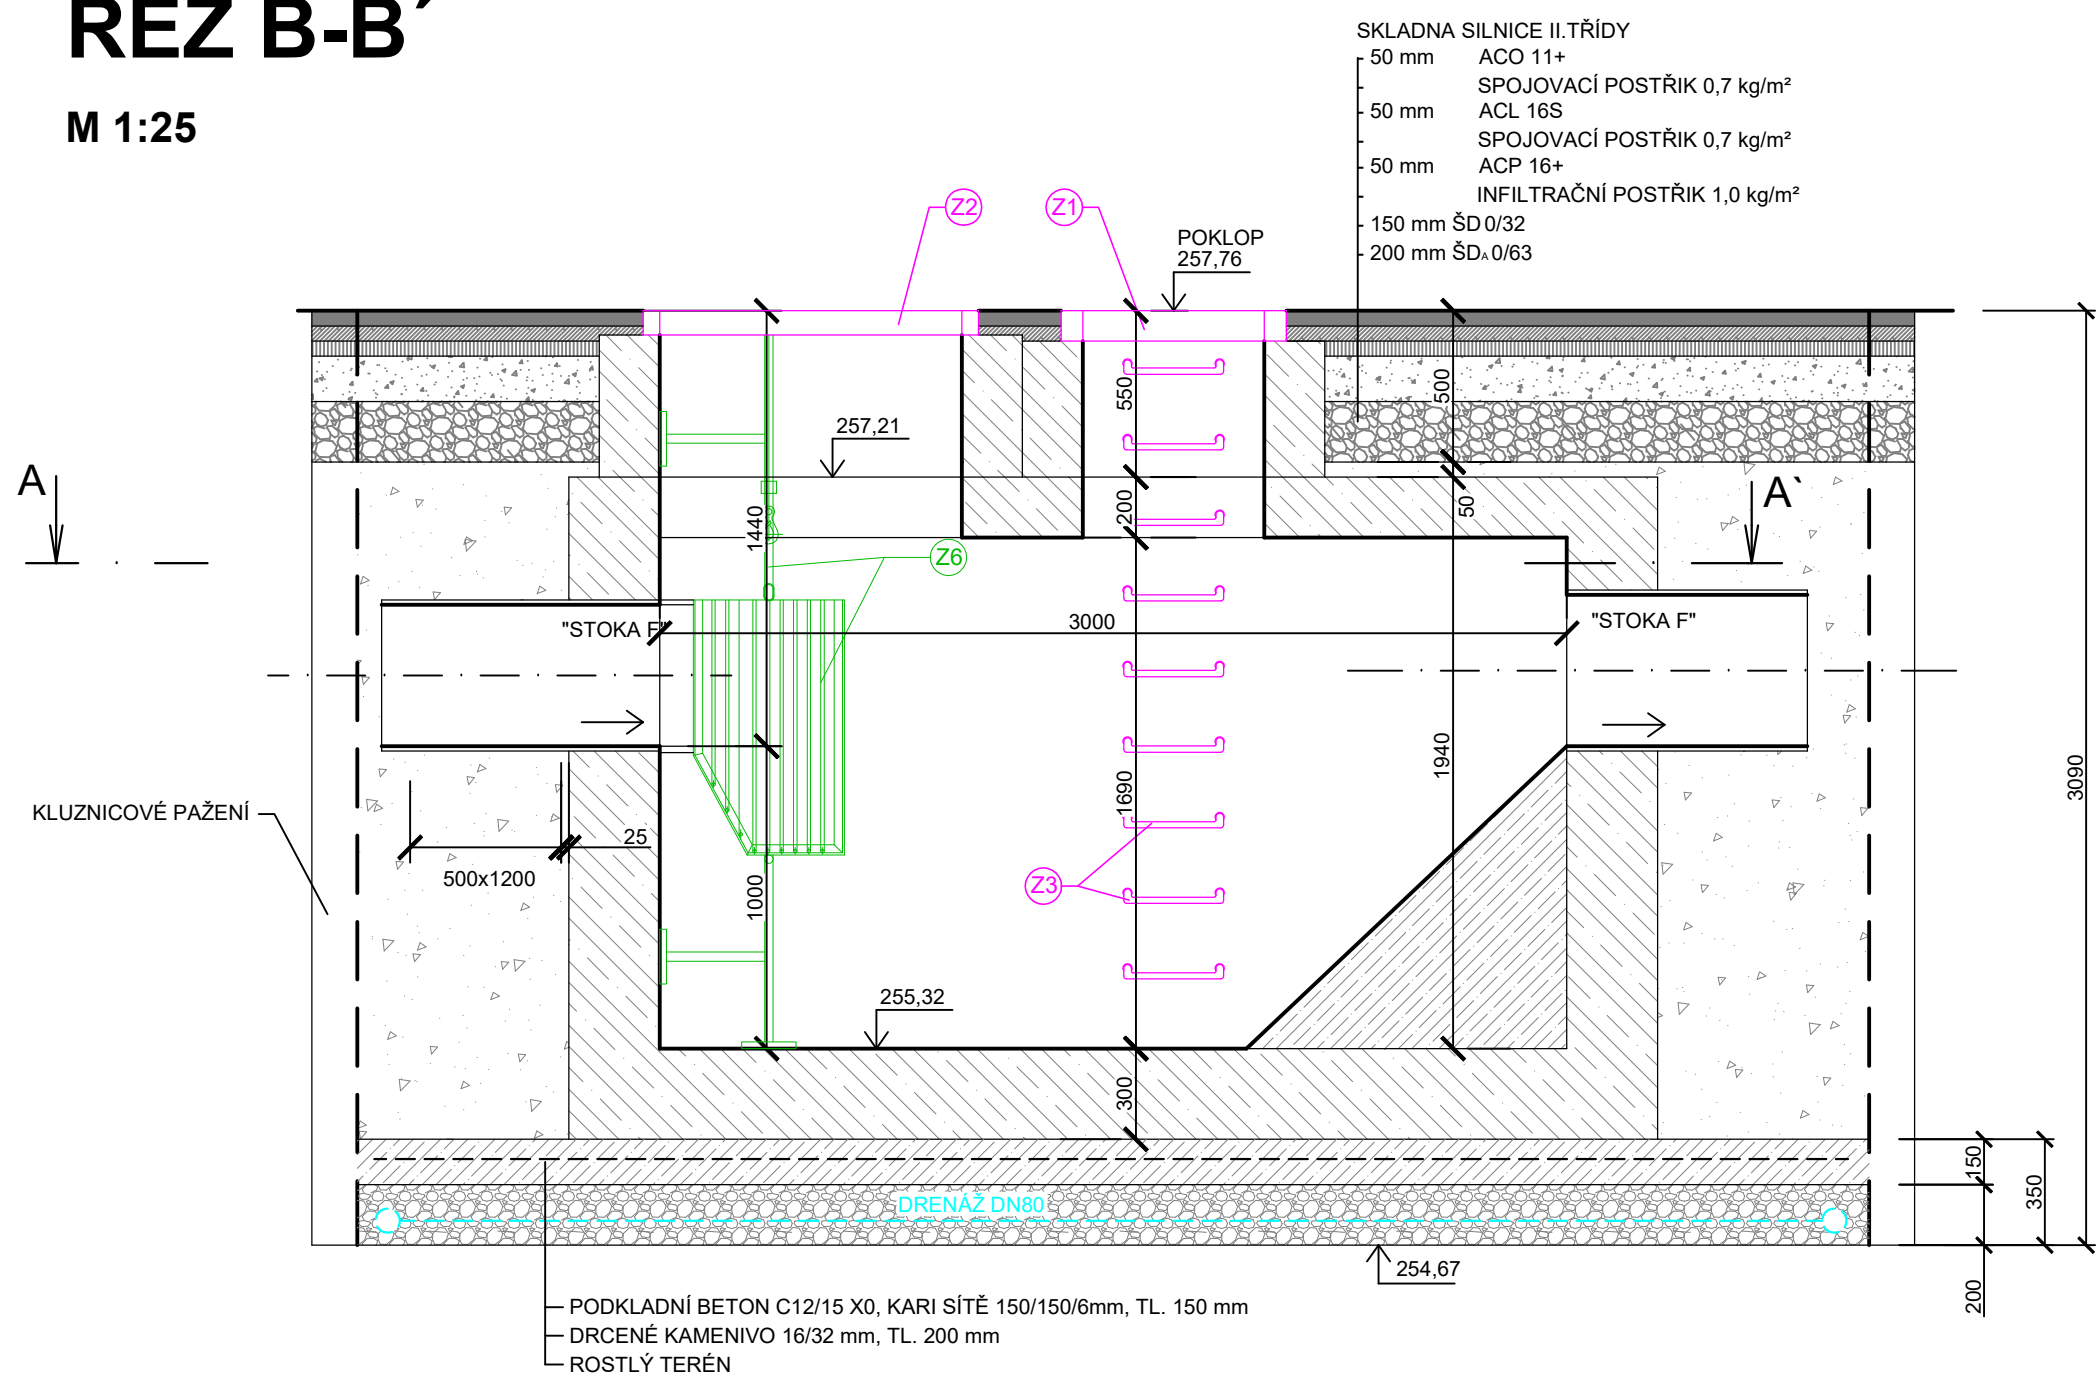 ŘEZ B-B´
M 1:25
SKLADNA SILNICE II.TŘÍDY
50 mm ACO 11+
SPOJOVACÍ POSTŘIK 0,7 kg/m²
50 mm ACL 16S
SPOJOVACÍ POSTŘIK 0,7 kg/m²
50 mm ACP 16+
INFILTRAČNÍ POSTŘIK 1,0 kg/m²
150 mm ŠD 0/32
200 mm ŠDA 0/63
Z2
Z1
POKLOP
257,76
550
500
257,21
A
A`
200
50
1440
Z6
"STOKA F"
3000
"STOKA F"
1940
1690
3090
KLUZNICOVÉ PAŽENÍ
25
500x1200
1000
Z3
255,32
300
150
350
DRENÁŽ DN80
254,67
200
PODKLADNÍ BETON C12/15 X0, KARI SÍTĚ 150/150/6mm, TL. 150 mm
DRCENÉ KAMENIVO 16/32 mm, TL. 200 mm
ROSTLÝ TERÉN